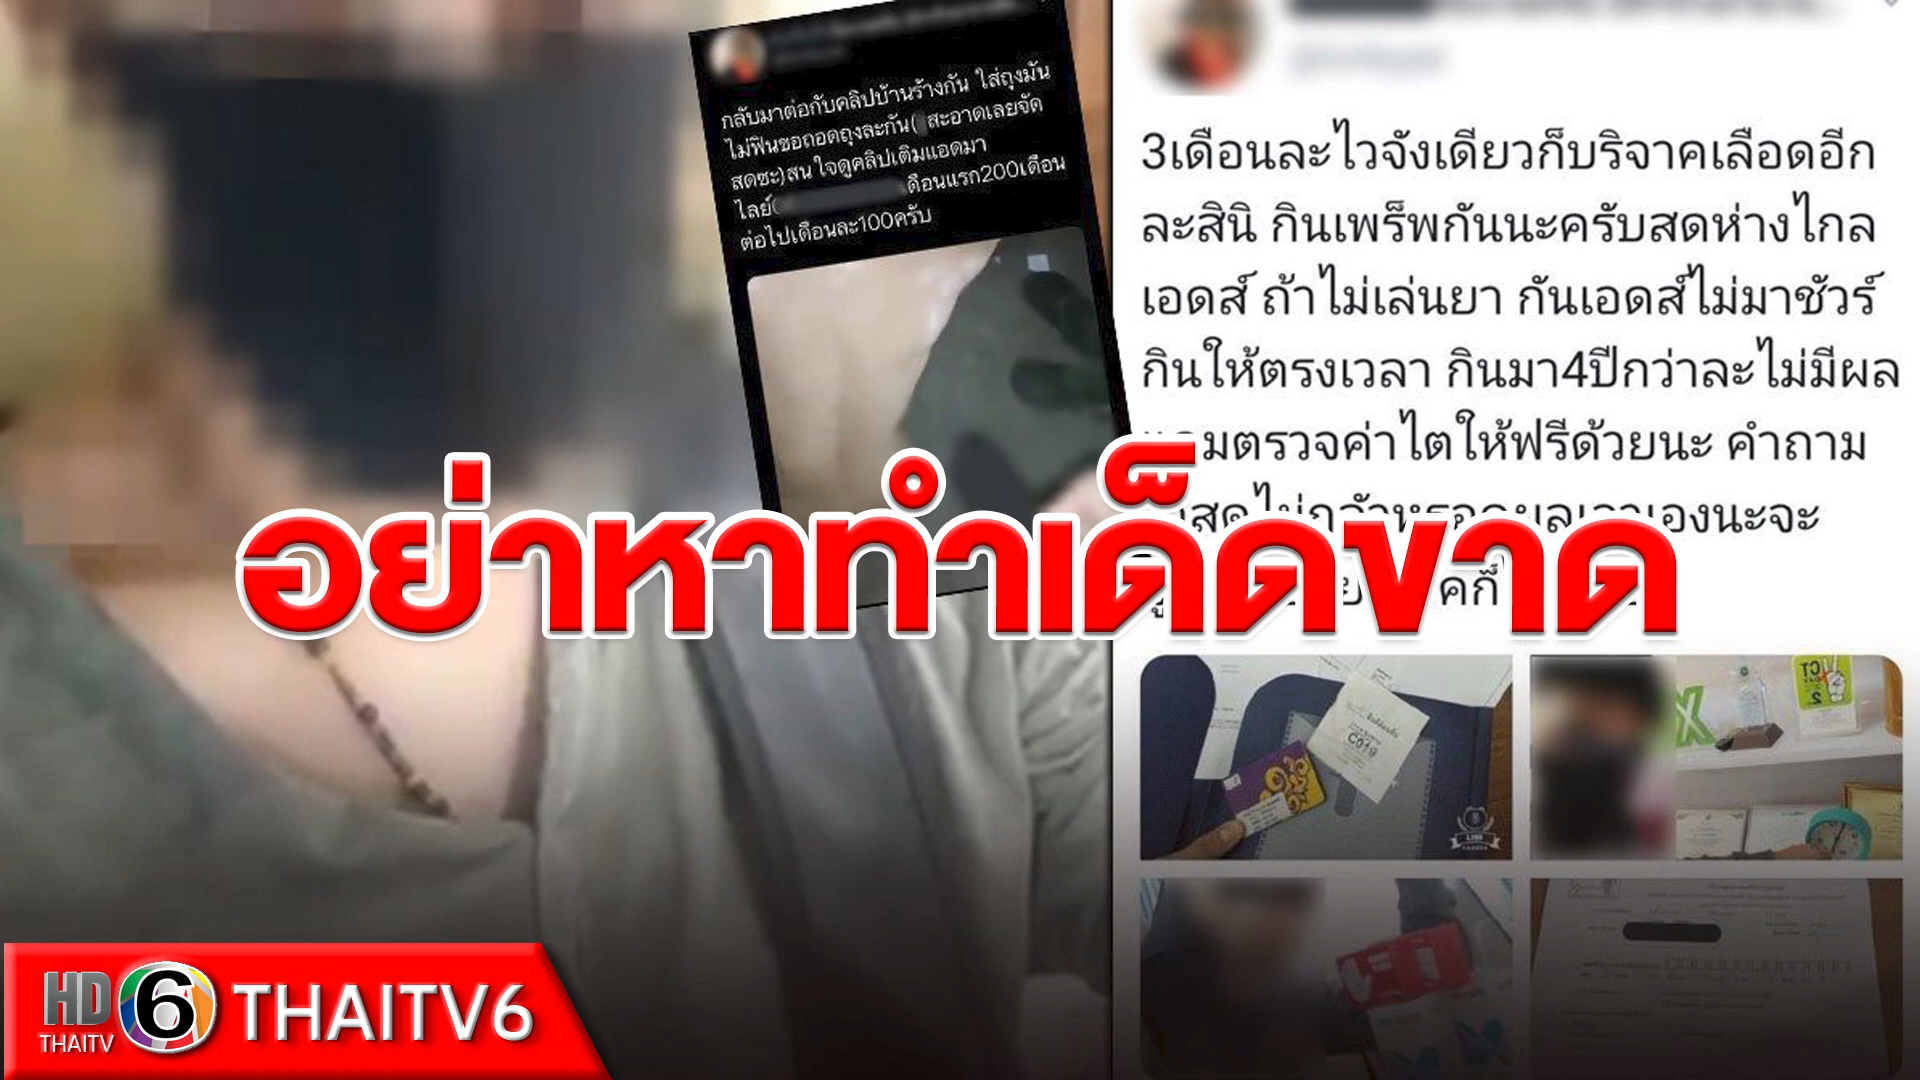 กลับมาต่อกับคลิปบ้านร้างกัน ใส่ถุงมัน
ไม่ฟินขอถอดถุงละกัน( สะอาดเลยจัด
สดซะ)สนใจดูคลิปเติมแอดมา
ไลย์( ดือนแรก200เดือน
ต่อไปเดือนละ100ครับ
3เดือนละไวจังเดียวก็บริจาคเลือดอีก
ละสินิ กินเพร็พกันนะครับสดห่างไกล
เอดส์ ถ้าไม่เล่นยา กันเอดส์ไม่มาชัวร์
กินให้ตรงเวลา กินมา4ปีกว่าละไม่มีผล
มตรวจค่าไตให้ฟรีด้วยนะ คำถาม
องนะจะ
คก็
อย่าหาทำเด็ดขาด
C019
LINE
HD 6 THAITV6
THAITV